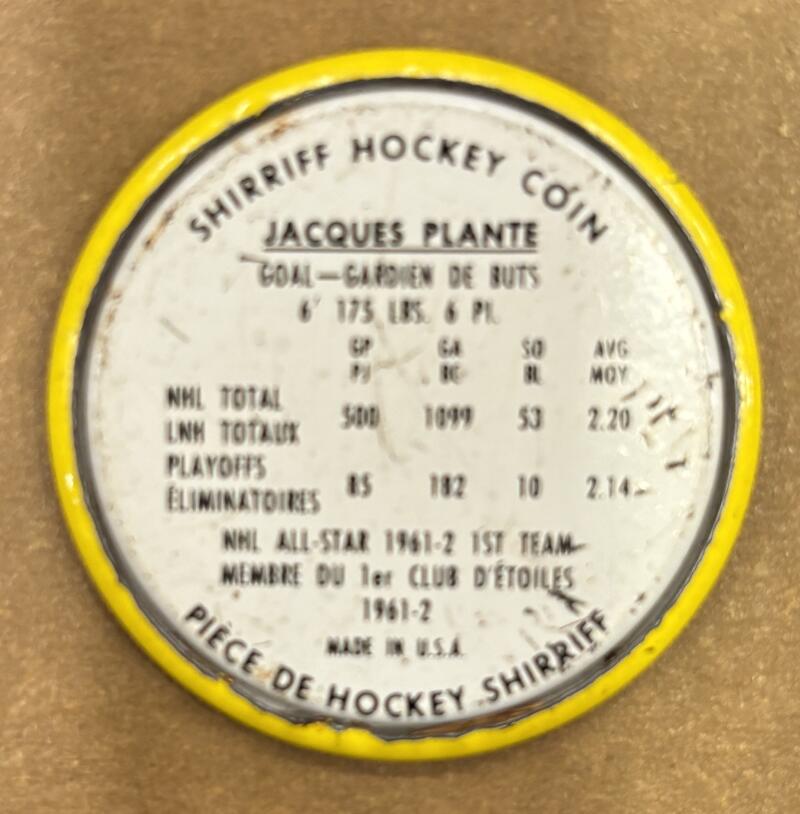 SHIRRIFF HOCKEY COIN
JACQUES PLANTE
GOAL—GARDIEN DE BUTS
6' 175 LBS. 6 PI.
GP GA SO AVG
PJ BC BL MOY
NHL TOTAL
LNH TOTAUX 500 1099 53 2.20
PLAYOFFS
ÉLIMINATOIRES 85 182 10 2.14
NHL ALL-STAR 1961-2 1ST TEAM
MEMBRE DU 1er CLUB D'ÉTOILES
1961-2
MADE IN U.S.A.
PIÈCE DE HOCKEY SHIRRIFF